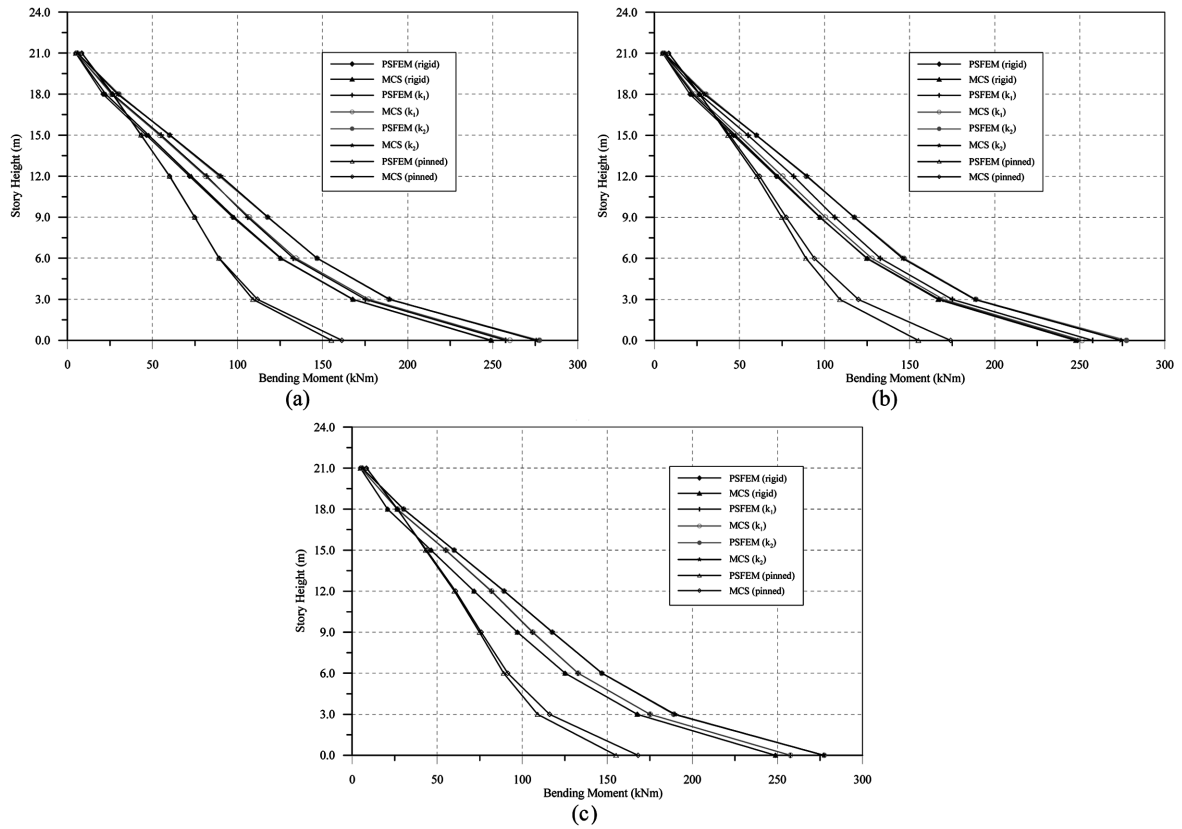 24.0
21.0
18.0
15.0
12.0
9.0
6.0
3.0
0.0
Story Height (m)
PSFEM (rigid)
MCS (rigid)
PSFEM (k1)
MCS (k1)
PSFEM (k2)
MCS (k2)
PSFEM (pinned)
MCS (pinned)
0 50 100 150 200 250 300
Bending Moment (kNm)
(a)
24.0
21.0
18.0
15.0
12.0
9.0
6.0
3.0
0.0
Story Height (m)
PSFEM (rigid)
MCS (rigid)
PSFEM (k1)
MCS (k1)
PSFEM (k2)
MCS (k2)
PSFEM (pinned)
MCS (pinned)
0 50 100 150 200 250 300
Bending Moment (kNm)
(b)
24.0
21.0
18.0
15.0
12.0
9.0
6.0
3.0
0.0
Story Height (m)
PSFEM (rigid)
MCS (rigid)
PSFEM (k1)
MCS (k1)
PSFEM (k2)
MCS (k2)
PSFEM (pinned)
MCS (pinned)
0 50 100 150 200 250 300
Bending Moment (kNm)
(c)